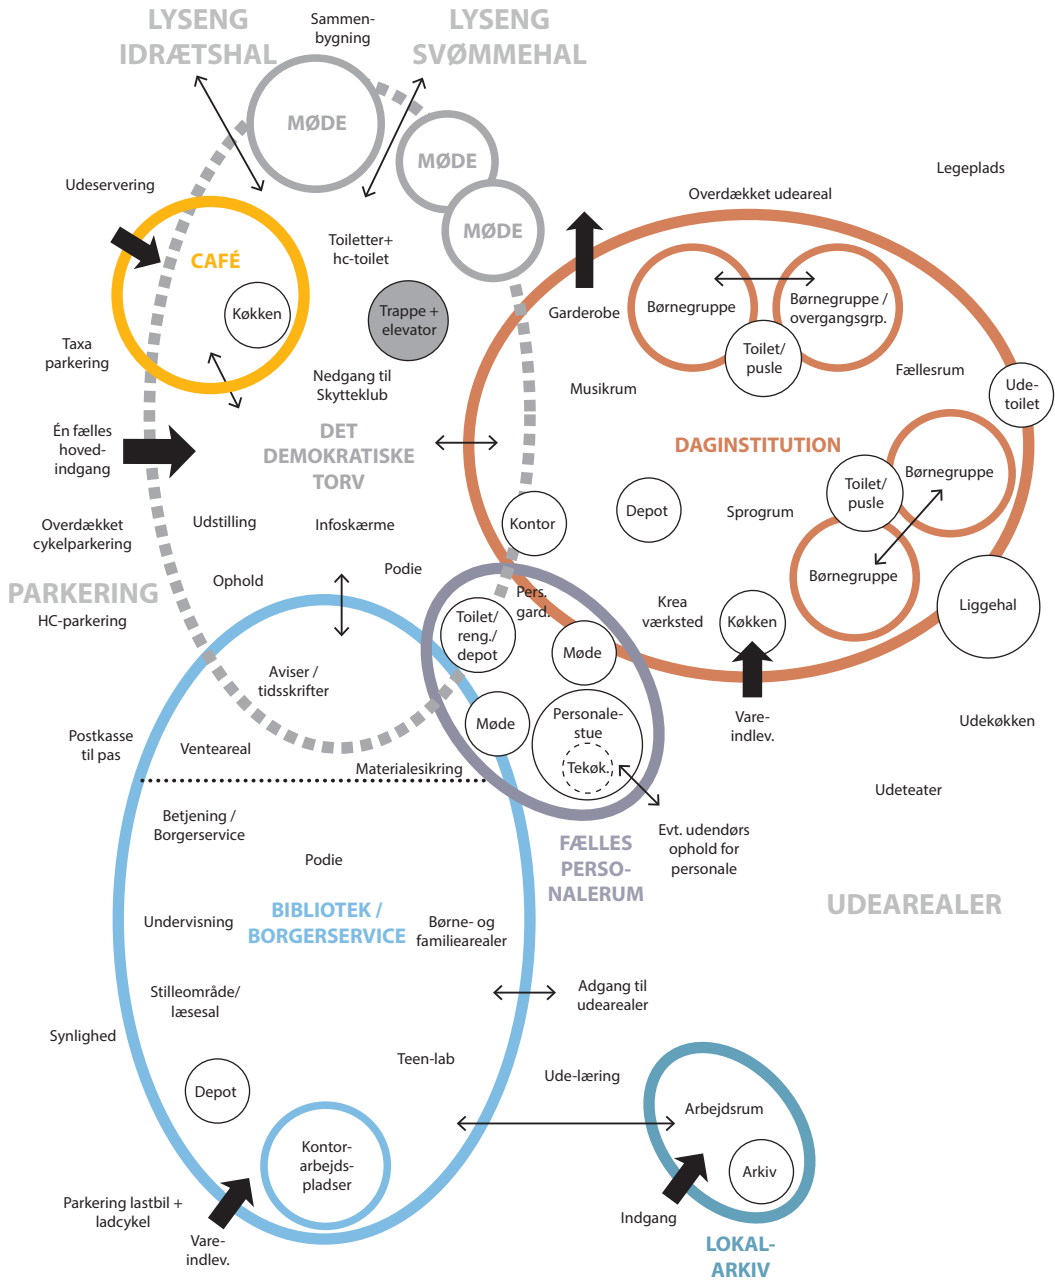 LYSENG
IDRÆTSHAL
Sammen-
bygning
LYSENG
SVØMMEHAL
MØDE
MØDE
MØDE
Udeservering
CAFÉ
Køkken
Toiletter+
hc-toilet
Trappe +
elevator
Nedgang til
Skytteklub
Taxa
parkering
Én fælles
hoved-
indgang
DET
DEMOKRATISKE
TORV
Overdækket
cykelparkering
Udstilling
Infoskærme
Ophold
Podie
PARKERING
HC-parkering
Legeplads
Overdækket udeareal
Garderobe
Børnegruppe
Børnegruppe /
overgangsgrp.
Toilet/
pusle
Musikrum
Fællesrum
Ude-
toilet
DAGINSTITUTION
Børnegruppe
Toilet/
pusle
Kontor
Depot
Sprogrum
Børnegruppe
Liggehal
Krea
værksted
Køkken
Vare-
indlev.
Udekøkken
Udeteater
Pers.
gard.
Toilet/
reng./
depot
Møde
Møde
Personale-
stue
Tekøk.
Evt. udendørs
ophold for
personale
FÆLLES
PERSO-
NALERUM
UDEAREALER
Aviser /
tidsskrifter
Postkasse
til pas
Venteareal
Materialesikring
Betjening /
Borgerservice
Podie
Undervisning
BIBLIOTEK /
BORGERSERVICE
Børne- og
familiearealer
Stilleområde/
læsesal
Adgang til
udearealer
Synlighed
Teen-lab
Ude-læring
Depot
Kontor-
arbejds-
pladser
Parkering lastbil +
ladcykel
Vare-
indlev.
Arbejdsrum
Arkiv
Indgang
LOKAL-
ARKIV